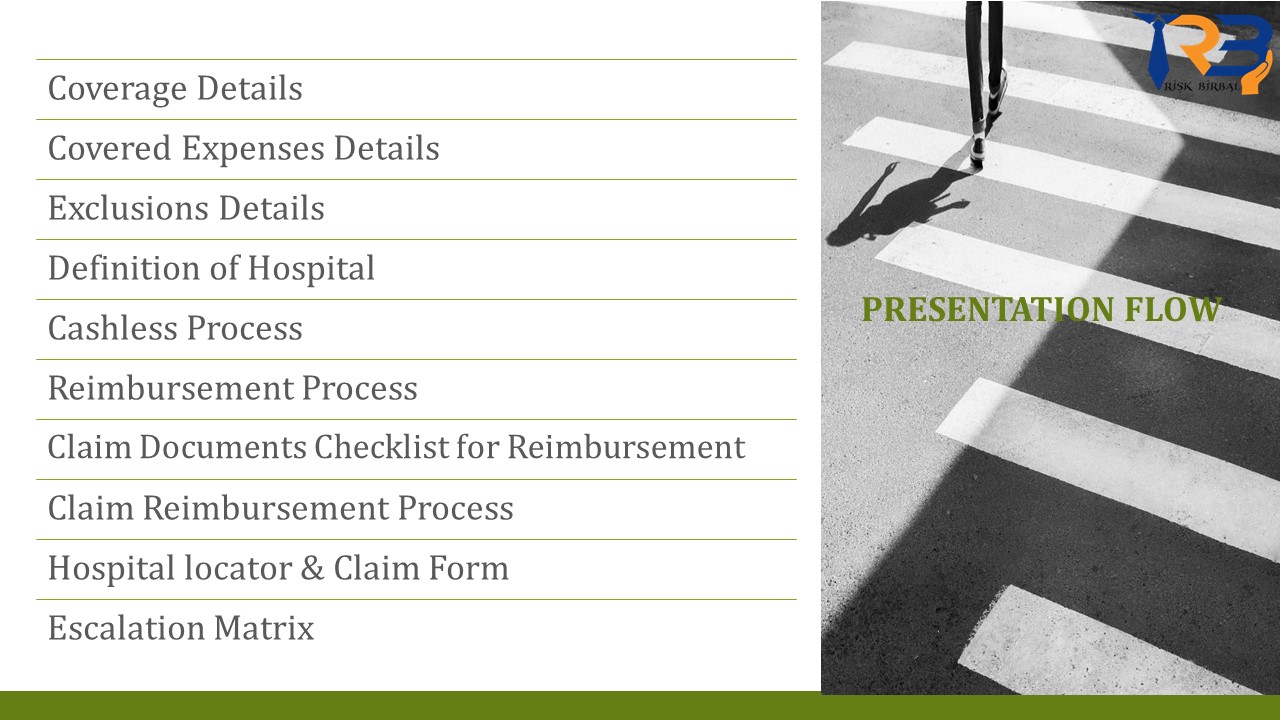 Coverage Details
Covered Expenses Details
Exclusions Details
Definition of Hospital
Cashless Process
Reimbursement Process
Claim Documents Checklist for Reimbursement
Claim Reimbursement Process
Hospital locator & Claim Form
Escalation Matrix
RB
RISK BIRBAL
PRESENTATION FLOW